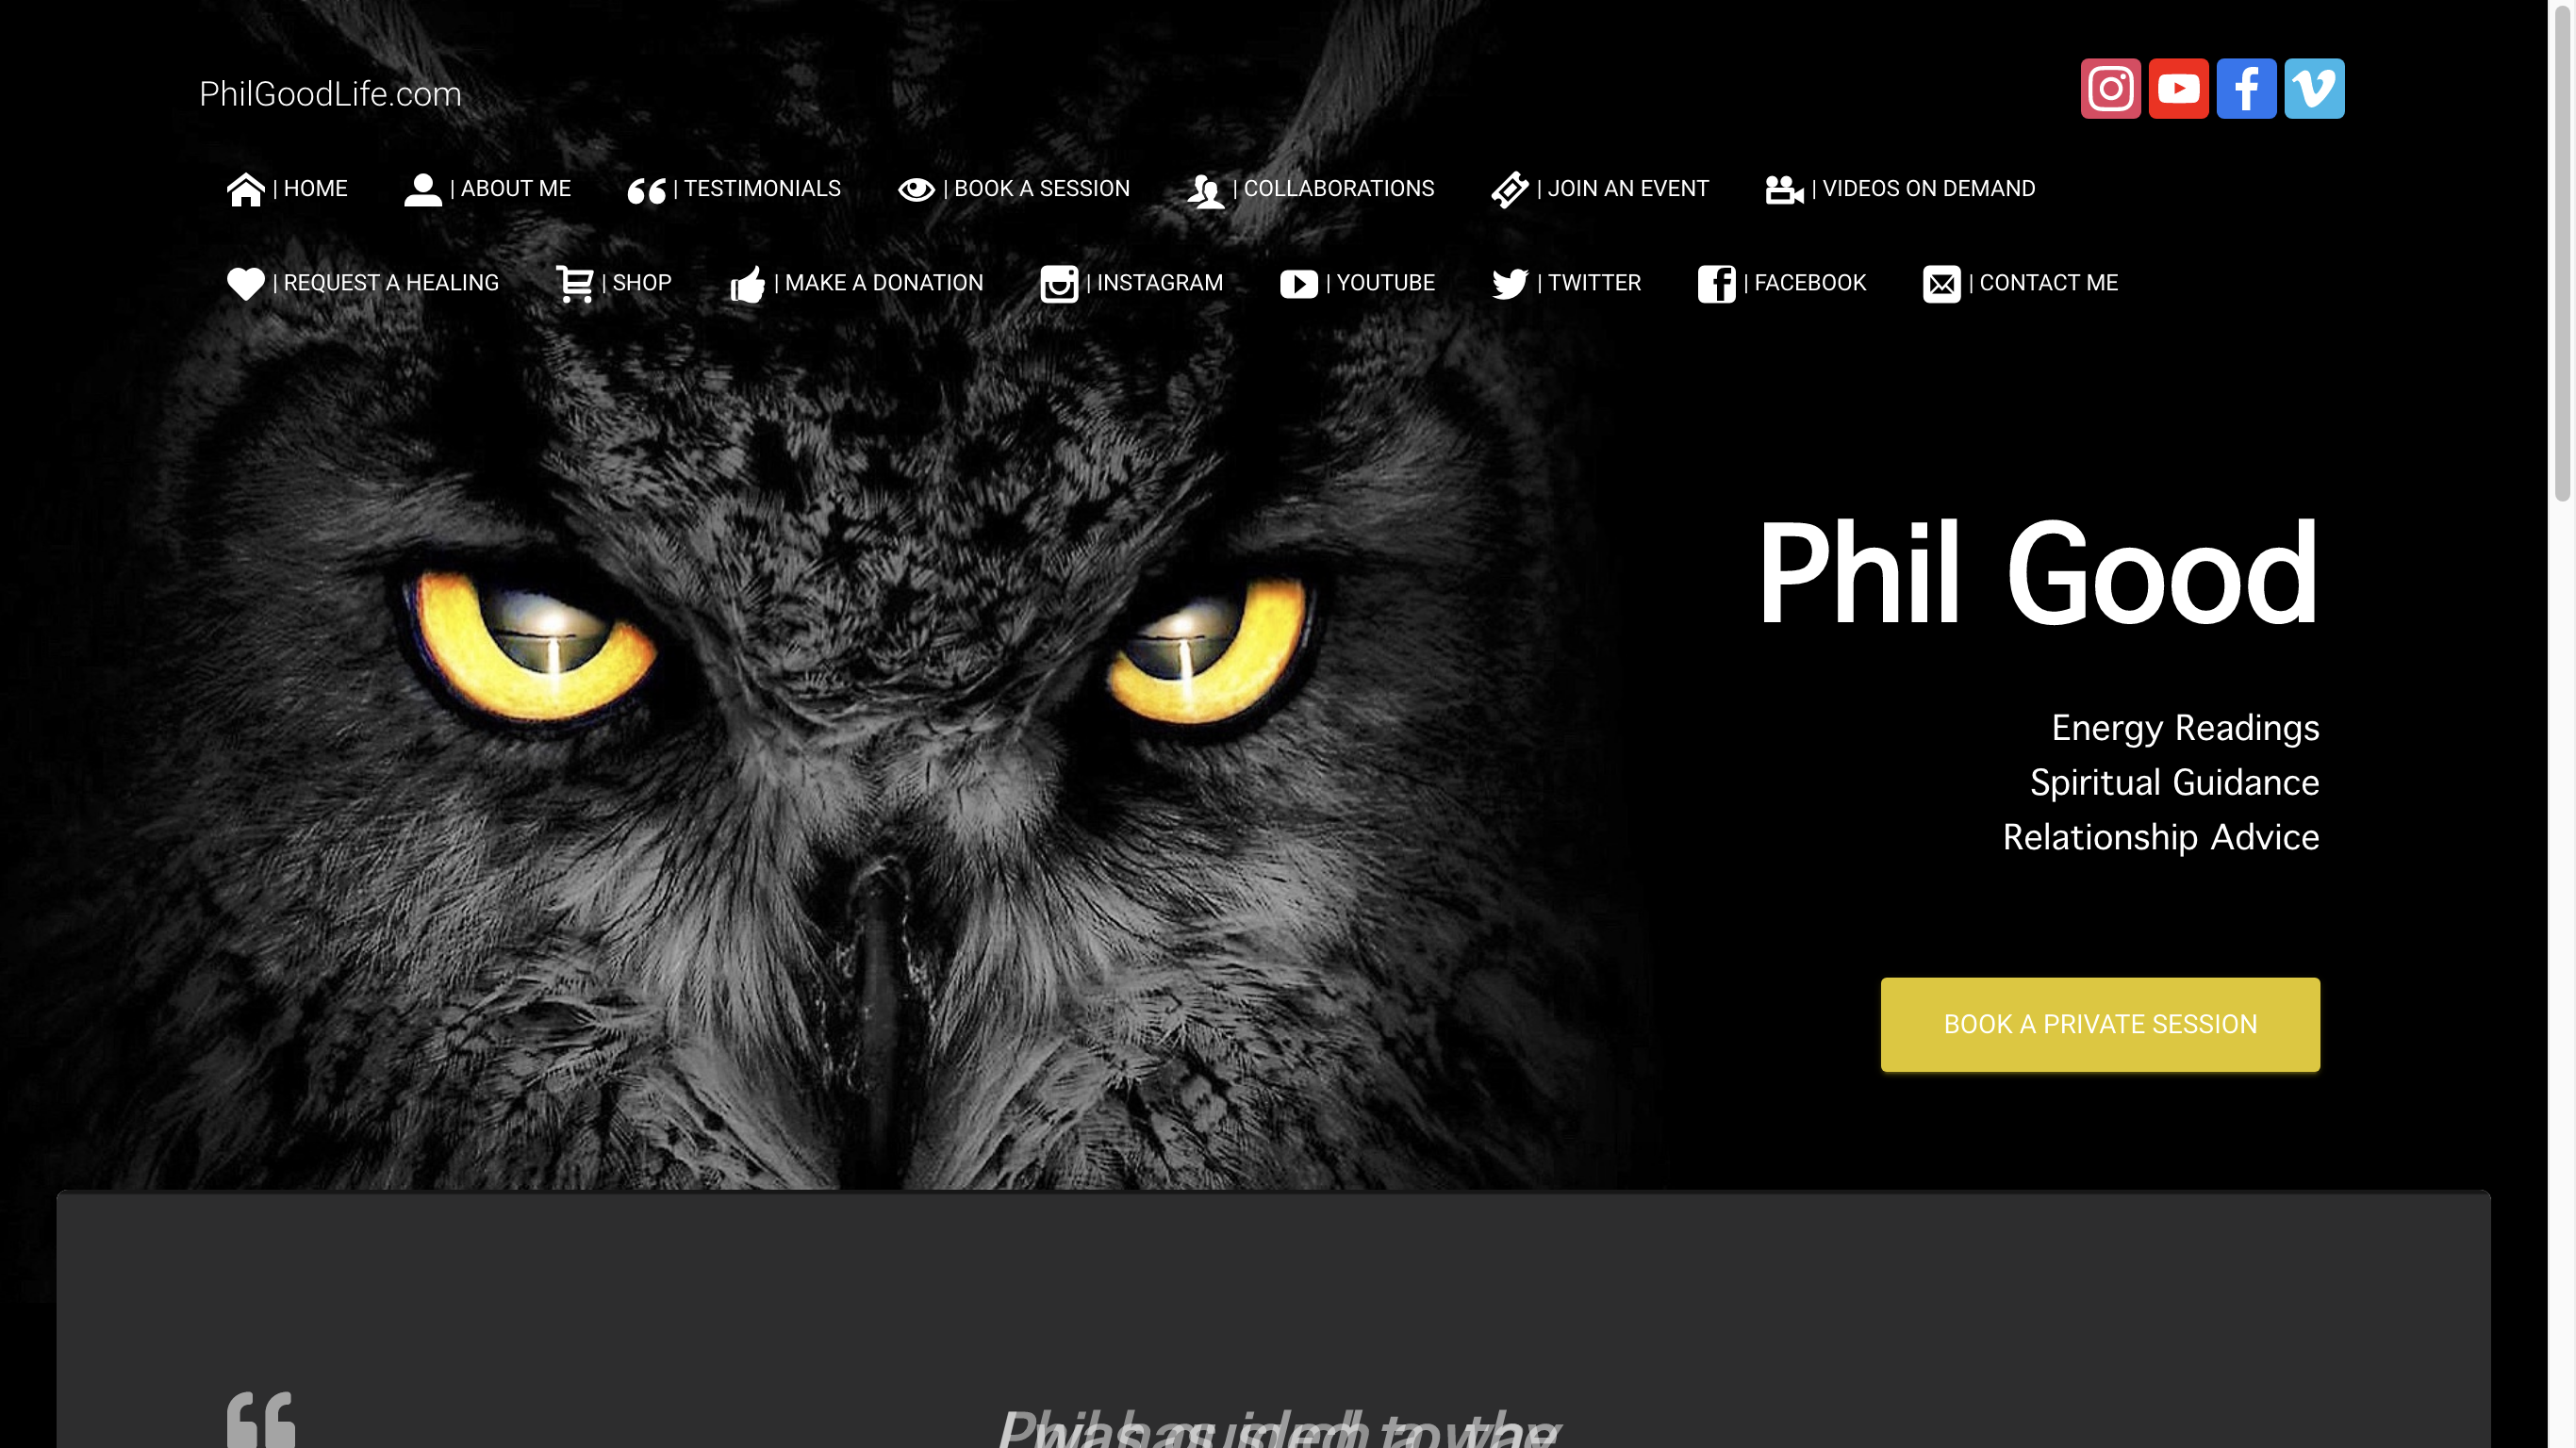 PhilGoodLife.com
| HOME | ABOUT ME | TESTIMONIALS | BOOK A SESSION | COLLABORATIONS | JOIN AN EVENT | VIDEOS ON DEMAND
| REQUEST A HEALING | SHOP | MAKE A DONATION | INSTAGRAM | YOUTUBE | TWITTER | FACEBOOK | CONTACT ME
Phil Good
Energy Readings
Spiritual Guidance
Relationship Advice
BOOK A PRIVATE SESSION